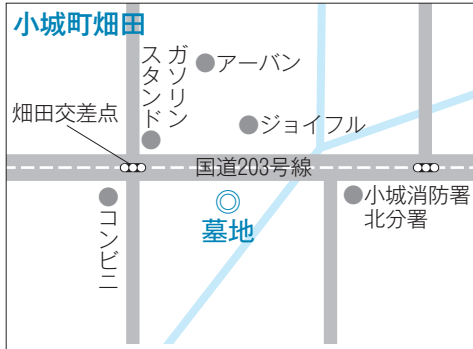 小城町畑田
ガソリン
スタンド
アーバン
畑田交差点
ジョイフル
国道203号線
コンビニ
墓地
小城消防署
北分署